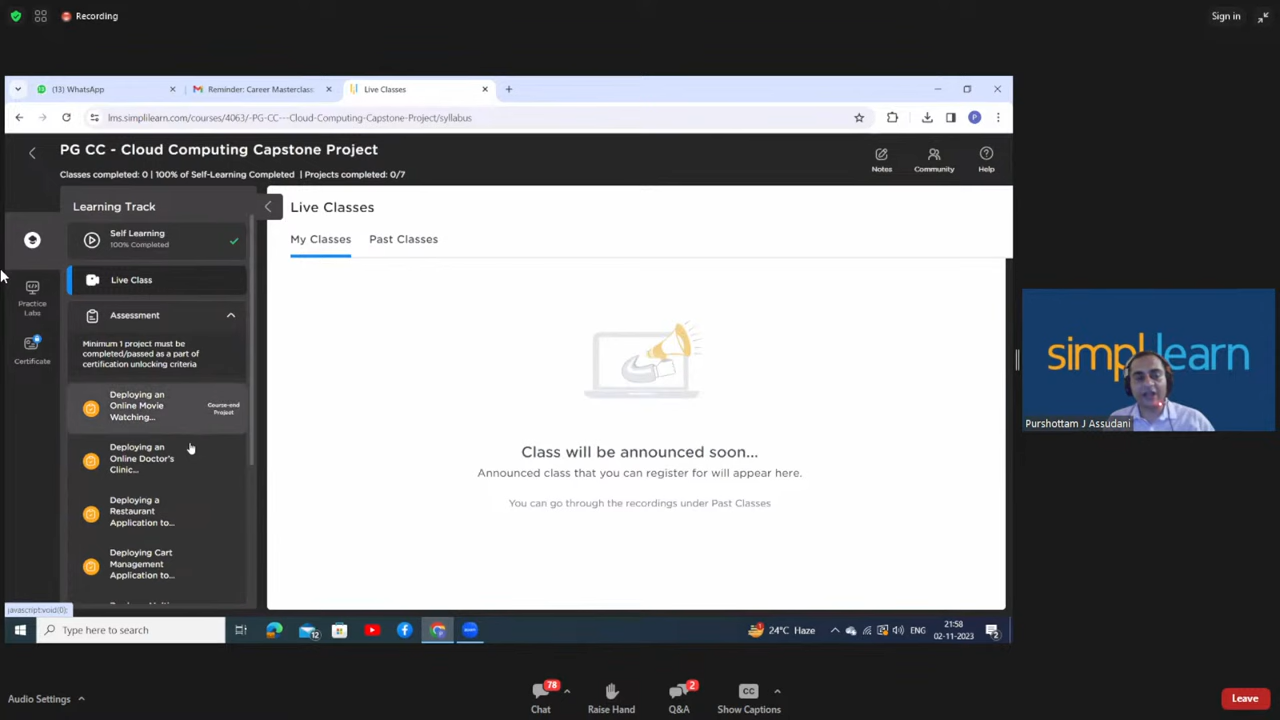 Recording
Sign in
(13) WhatsApp
Reminder: Career Masterclass
Live Classes
lms.simplilearn.com/courses/4063/-PG-CC---Cloud-Computing-Capstone-Project/syllabus
PG CC - Cloud Computing Capstone Project
Classes completed: 0 | 100% of Self-Learning Completed | Projects completed: 0/7
Notes
Community
Help
Learning Track
Self Learning
100% Completed
Live Class
Assessment
Minimum 1 project must be
completed/passed as a part of
certification unlocking criteria
Deploying an
Online Movie
Watching...
Course-end
Project
Deploying an
Online Doctor's
Clinic...
Deploying a
Restaurant
Application to...
Deploying Cart
Management
Application to...
Practice
Labs
Certificate
Live Classes
My Classes
Past Classes
Class will be announced soon...
Announced class that you can register for will appear here.
You can go through the recordings under Past Classes
simplilearn
Purshottam J Assudani
javascript:void(0);
Type here to search
12
24°C Haze
ENG
21:58
02-11-2023
2
Audio Settings
78
Chat
Raise Hand
2
Q&A
CC
Show Captions
Leave